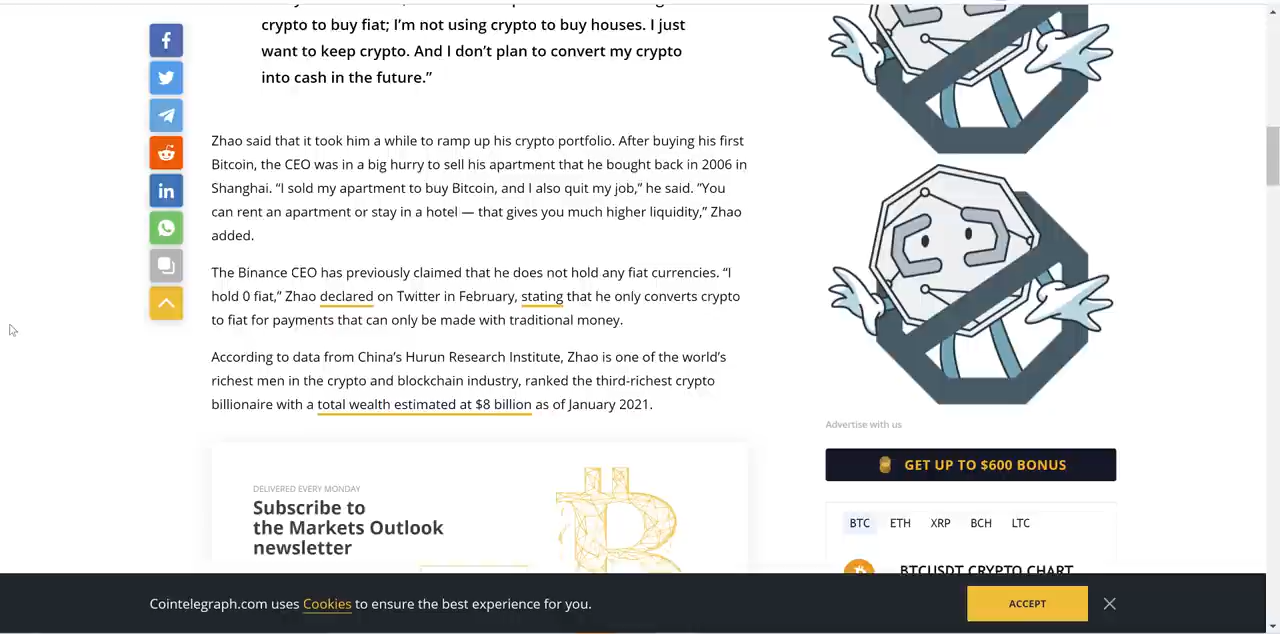 crypto to buy fiat; I’m not using crypto to buy houses. I just
want to keep crypto. And I don’t plan to convert my crypto
into cash in the future.”
Zhao said that it took him a while to ramp up his crypto portfolio. After buying his first
Bitcoin, the CEO was in a big hurry to sell his apartment that he bought back in 2006 in
Shanghai. “I sold my apartment to buy Bitcoin, and I also quit my job,” he said. ”You
can rent an apartment or stay in a hotel — that gives you much higher liquidity,” Zhao
added.
The Binance CEO has previously claimed that he does not hold any fiat currencies. “I
hold 0 fiat,” Zhao declared on Twitter in February, stating that he only converts crypto
to fiat for payments that can only be made with traditional money.
According to data from China’s Hurun Research Institute, Zhao is one of the world’s
richest men in the crypto and blockchain industry, ranked the third-richest crypto
billionaire with a total wealth estimated at $8 billion as of January 2021.
DELIVERED EVERY MONDAY
Subscribe to
the Markets Outlook
newsletter
Advertise with us
GET UP TO $600 BONUS
BTC ETH XRP BCH LTC
BTCUSDT CRYPTO CHART
Cointelegraph.com uses Cookies to ensure the best experience for you.
ACCEPT